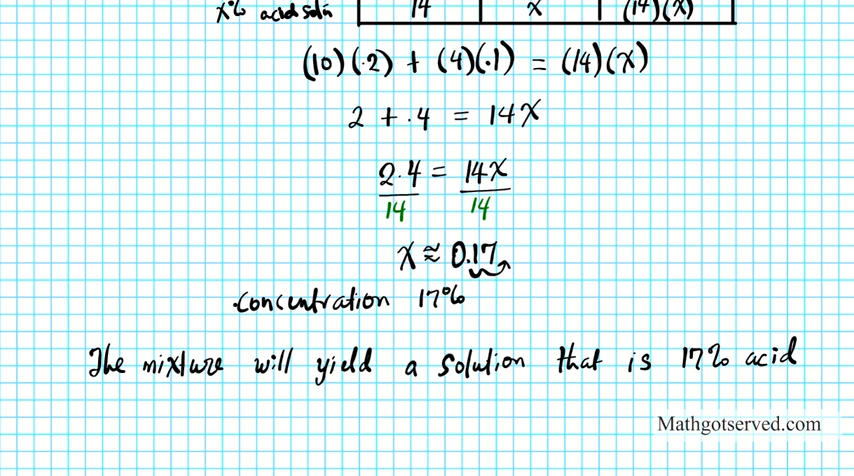 x% acid soln 14 x (14)(x)
(10)(.2) + (4)(.1) = (14)(x)
2 + .4 = 14x
2.4 = 14x
14 14
x ≈ 0.17
.concentration 17%
The mixture will yield a solution that is 17% acid
Mathgotserved.com